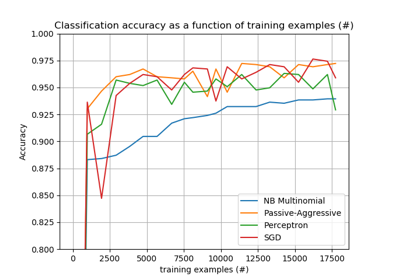 Classification accuracy as a function of training examples (#)
1.000
0.975
0.950
0.925
0.900
0.875
0.850
0.825
0.800
Accuracy
NB Multinomial
Passive-Aggressive
Perceptron
SGD
0 2500 5000 7500 10000 12500 15000 17500
training examples (#)